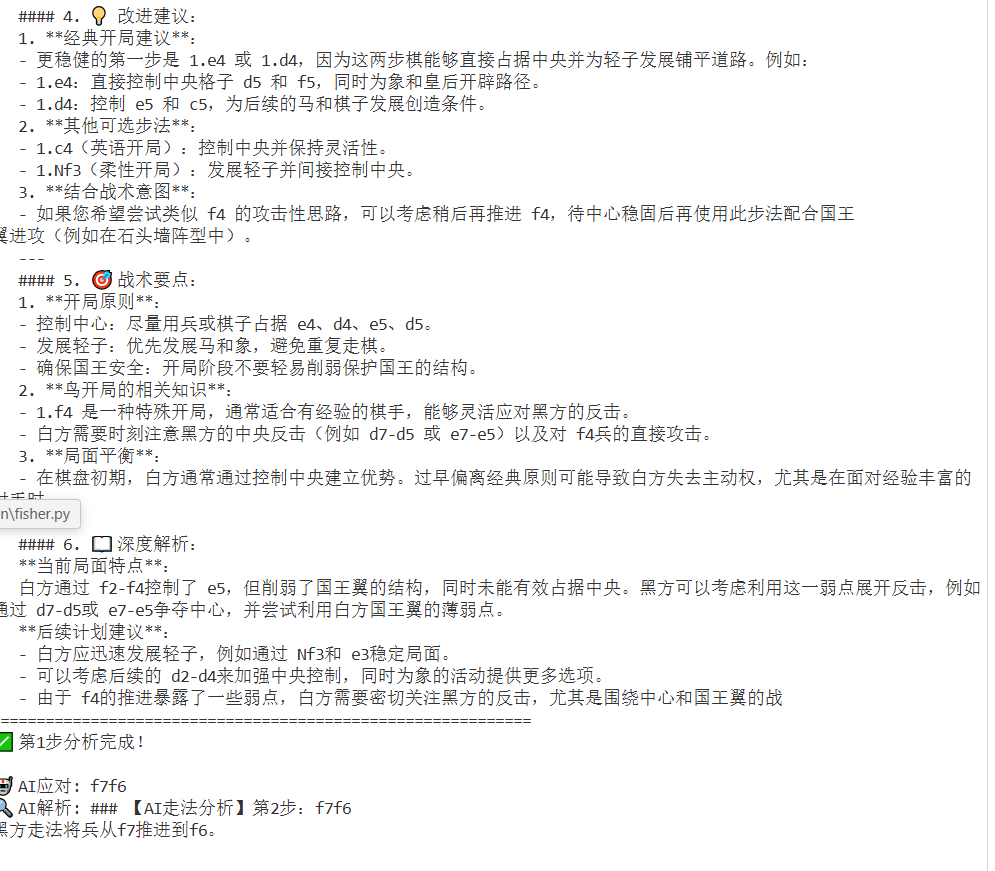 #### 4. 💡 改进建议：
1. **经典开局建议**：
- 更稳健的第一步是 1.e4 或 1.d4，因为这两步棋能够直接占据中央并为轻子发展铺平道路。例如：
- 1.e4：直接控制中央格子 d5 和 f5，同时为象和皇后开辟路径。
- 1.d4：控制 e5 和 c5，为后续的马和棋子发展创造条件。
2. **其他可选步法**：
- 1.c4（英语开局）：控制中央并保持灵活性。
- 1.Nf3（柔性开局）：发展轻子并间接控制中央。
3. **结合战术意图**：
- 如果您希望尝试类似 f4 的攻击性思路，可以考虑稍后再推进 f4，待中心稳固后再使用此步法配合国王
翼进攻（例如在石头墙阵型中）。
---
#### 5. 🎯 战术要点：
1. **开局原则**：
- 控制中心：尽量用兵或棋子占据 e4、d4、e5、d5。
- 发展轻子：优先发展马和象，避免重复走棋。
- 确保国王安全：开局阶段不要轻易削弱保护国王的结构。
2. **鸟开局的相关知识**：
- 1.f4 是一种特殊开局，通常适合有经验的棋手，能够灵活应对黑方的反击。
- 白方需要时刻注意黑方的中央反击（例如 d7-d5 或 e7-e5）以及对 f4兵的直接攻击。
3. **局面平衡**：
- 在棋盘初期，白方通常通过控制中央建立优势。过早偏离经典原则可能导致白方失去主动权，尤其是在面对经验丰富的
n\fisher.py
#### 6. 📖 深度解析：
**当前局面特点**：
白方通过 f2-f4控制了 e5，但削弱了国王翼的结构，同时未能有效占据中央。黑方可以考虑利用这一弱点展开反击，例如
通过 d7-d5或 e7-e5争夺中心，并尝试利用白方国王翼的薄弱点。
**后续计划建议**：
- 白方应迅速发展轻子，例如通过 Nf3和 e3稳定局面。
- 可以考虑后续的 d2-d4来加强中央控制，同时为象的活动提供更多选项。
- 由于 f4的推进暴露了一些弱点，白方需要密切关注黑方的反击，尤其是围绕中心和国王翼的战
============================================================
✅ 第1步分析完成！
🤖 AI应对: f7f6
🔍 AI解析: ### 【AI走法分析】第2步：f7f6
黑方走法将兵从f7推进到f6。